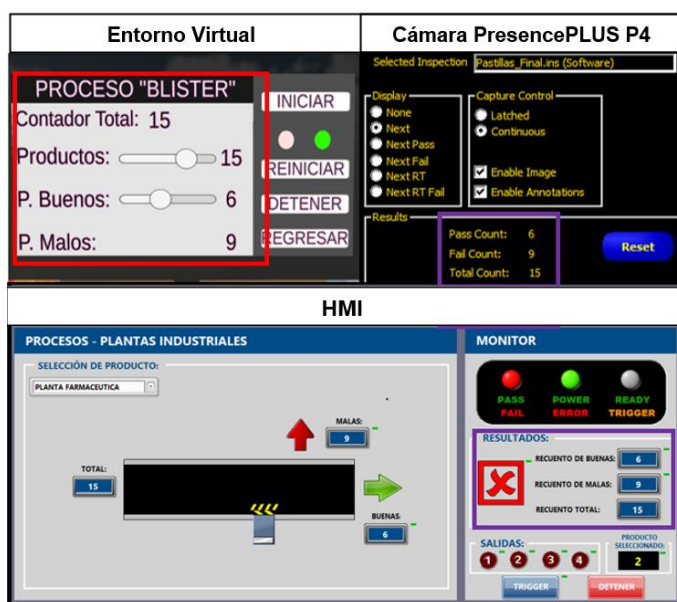 Entorno Virtual
Cámara PresencePLUS P4
PROCESO "BLISTER"
Contador Total: 15
Productos: 15
P. Buenos: 6
P. Malos: 9
INICIAR
REINICIAR
DETENER
REGRESAR
Selected Inspection Pastillas_Final.ins (Software)
Display
None
Next
Next Pass
Next Fail
Next RT
Next RT Fail
Capture Control
Latched
Continuous
Enable Image
Enable Annotations
Results
Pass Count: 6
Fail Count: 9
Total Count: 15
Reset
HMI
PROCESOS - PLANTAS INDUSTRIALES
SELECCIÓN DE PRODUCTO:
PLANTA FARMACEUTICA
MALAS:
9
TOTAL:
15
BUENAS:
6
MONITOR
PASS POWER READY
FAIL ERROR TRIGGER
RESULTADOS:
RECUENTO DE BUENAS: 6
RECUENTO DE MALAS: 9
RECUENTO TOTAL: 15
SALIDAS:
1 2 3 4
PRODUCTO
SELECCIONADO:
2
TRIGGER
DETENER